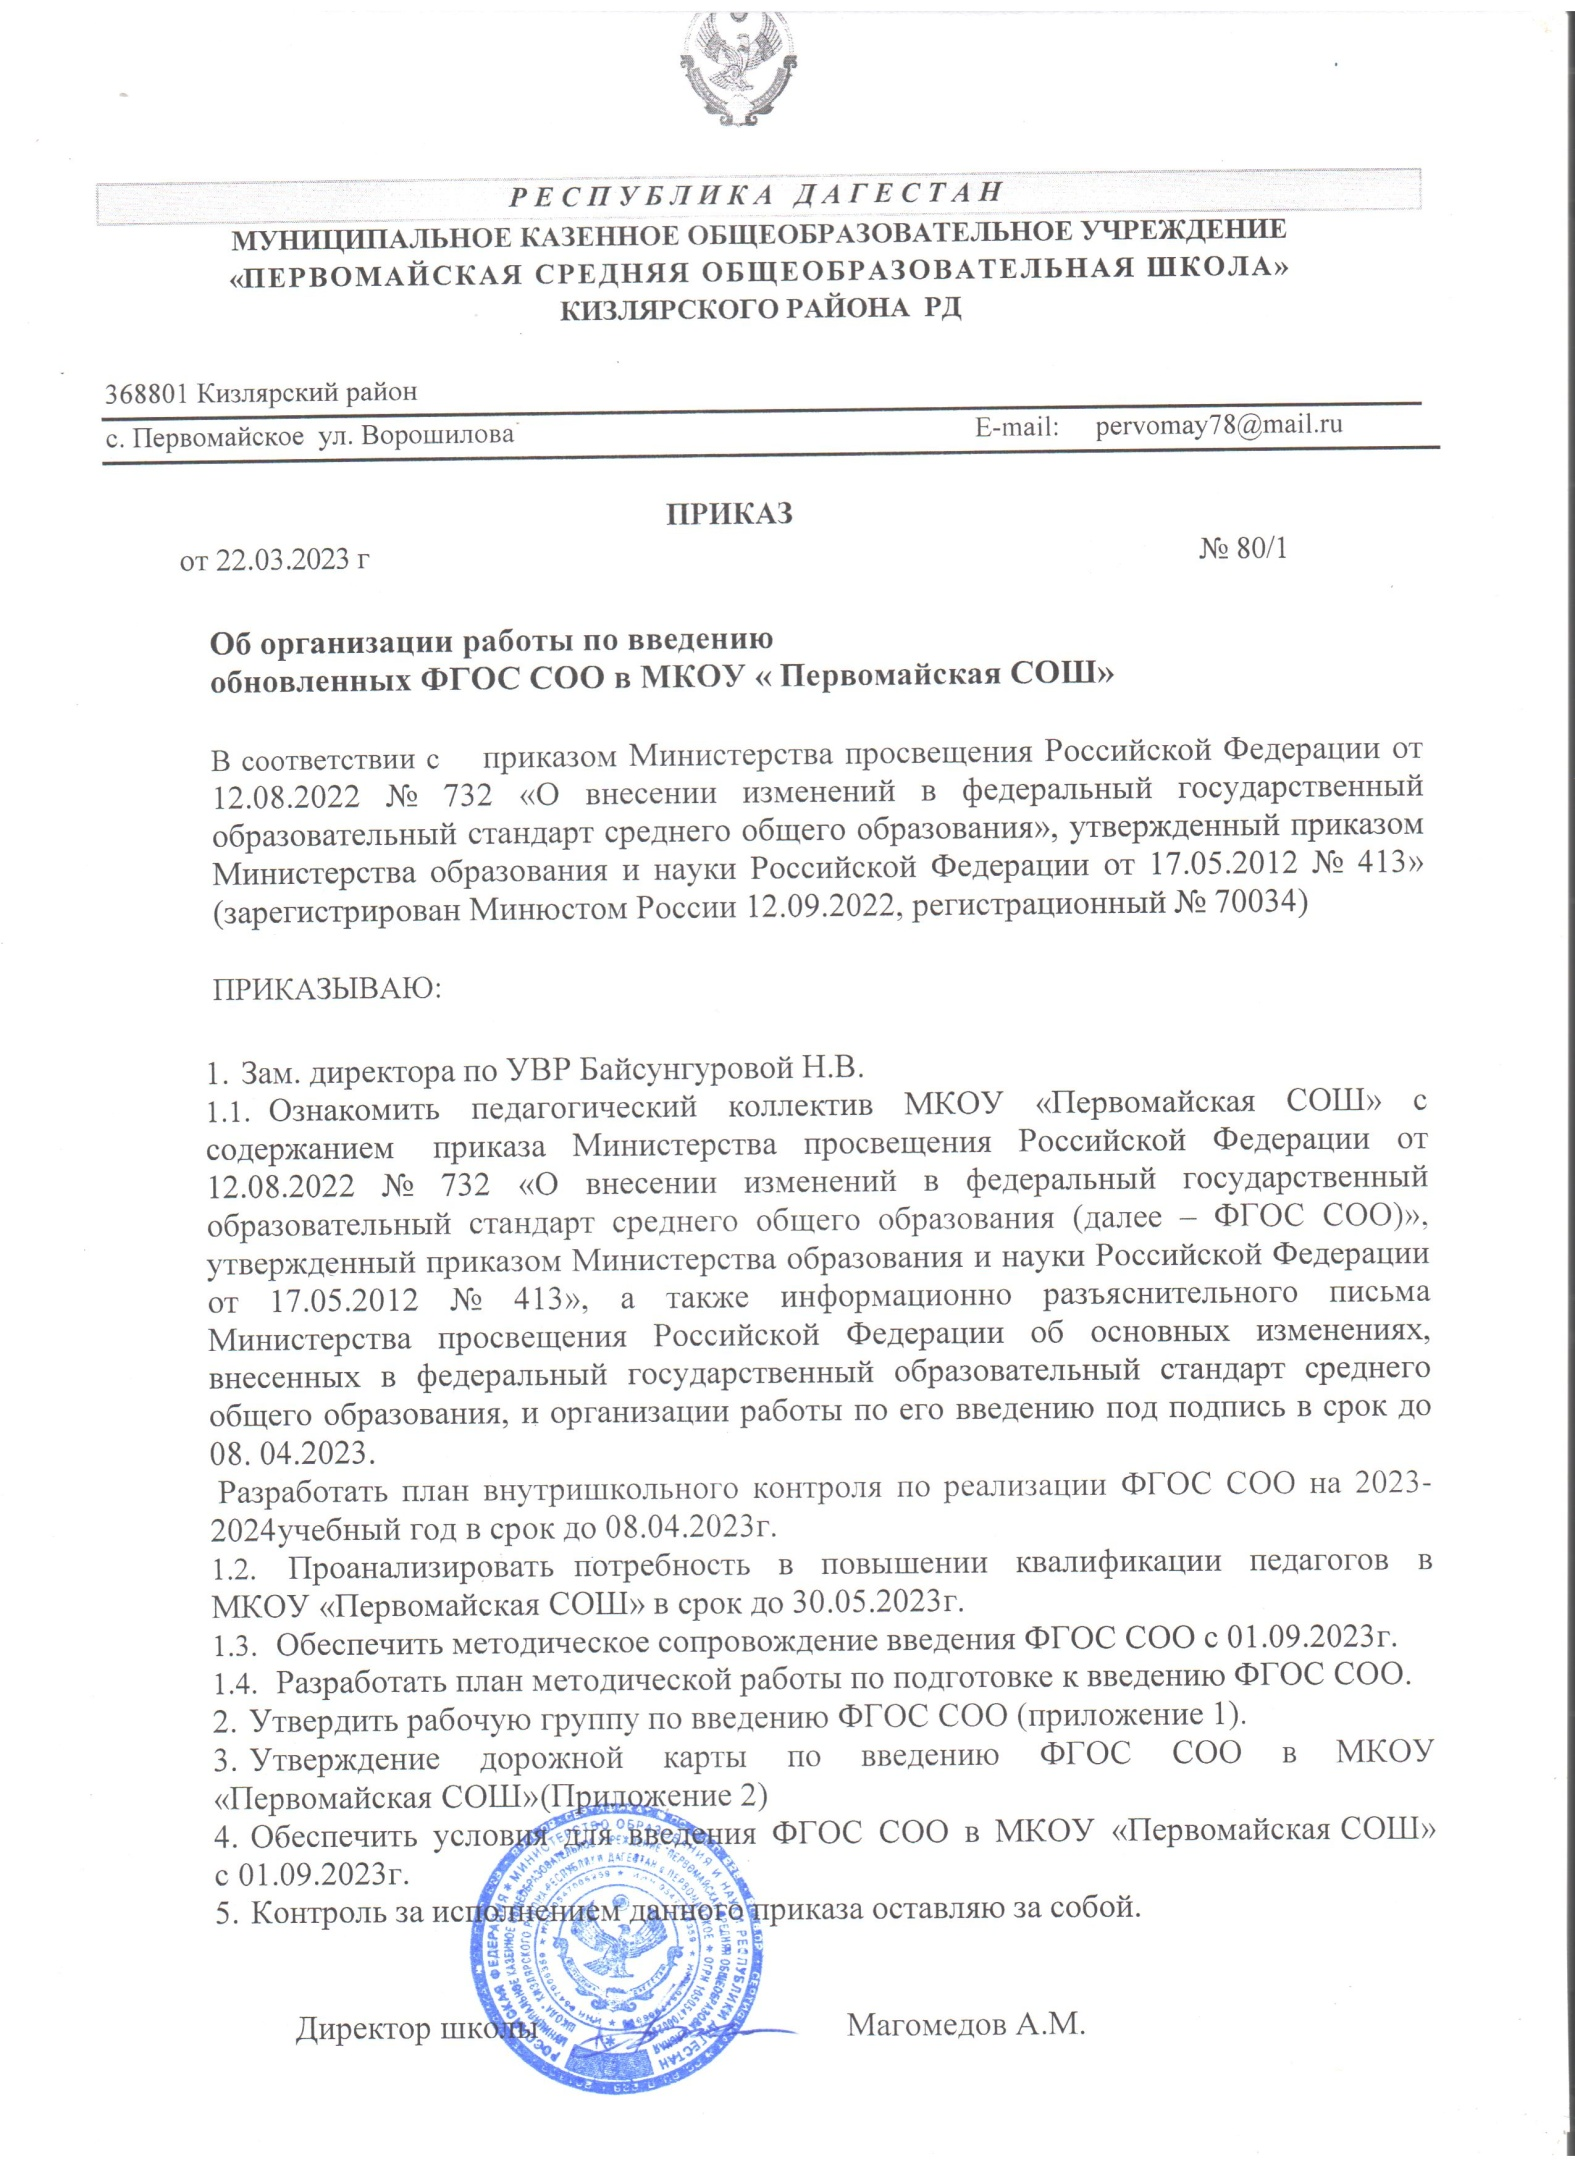 РЕСПУБЛИКА ДАГЕСТАН
МУНИЦИПАЛЬНОЕ КАЗЕННОЕ ОБЩЕОБРАЗОВАТЕЛЬНОЕ УЧРЕЖДЕНИЕ
«ПЕРВОМАЙСКАЯ СРЕДНЯЯ ОБЩЕОБРАЗОВАТЕЛЬНАЯ ШКОЛА»
КИЗЛЯРСКОГО РАЙОНА РД
368801 Кизлярский район
с. Первомайское ул. Ворошилова E-mail: pervomay78@mail.ru
ПРИКАЗ
от 22.03.2023 г № 80/1
Об организации работы по введению
обновленных ФГОС СОО в МКОУ « Первомайская СОШ»
В соответствии с приказом Министерства просвещения Российской Федерации от
12.08.2022 № 732 «О внесении изменений в федеральный государственный
образовательный стандарт среднего общего образования», утвержденный приказом
Министерства образования и науки Российской Федерации от 17.05.2012 № 413»
(зарегистрирован Минюстом России 12.09.2022, регистрационный № 70034)
ПРИКАЗЫВАЮ:
1. Зам. директора по УВР Байсунгуровой Н.В.
1.1. Ознакомить педагогический коллектив МКОУ «Первомайская СОШ» с
содержанием приказа Министерства просвещения Российской Федерации от
12.08.2022 № 732 «О внесении изменений в федеральный государственный
образовательный стандарт среднего общего образования (далее – ФГОС СОО)»,
утвержденный приказом Министерства образования и науки Российской Федерации
от 17.05.2012 № 413», а также информационно разъяснительного письма
Министерства просвещения Российской Федерации об основных изменениях,
внесенных в федеральный государственный образовательный стандарт среднего
общего образования, и организации работы по его введению под подпись в срок до
08. 04.2023.
Разработать план внутришкольного контроля по реализации ФГОС СОО на 2023-
2024учебный год в срок до 08.04.2023г.
1.2. Проанализировать потребность в повышении квалификации педагогов в
МКОУ «Первомайская СОШ» в срок до 30.05.2023г.
1.3. Обеспечить методическое сопровождение введения ФГОС СОО с 01.09.2023г.
1.4. Разработать план методической работы по подготовке к введению ФГОС СОО.
2. Утвердить рабочую группу по введению ФГОС СОО (приложение 1).
3. Утверждение дорожной карты по введению ФГОС СОО в МКОУ
«Первомайская СОШ»(Приложение 2)
4. Обеспечить условия для введения ФГОС СОО в МКОУ «Первомайская СОШ»
с 01.09.2023г.
5. Контроль за исполнением данного приказа оставляю за собой.
Директор школы Магомедов А.М.